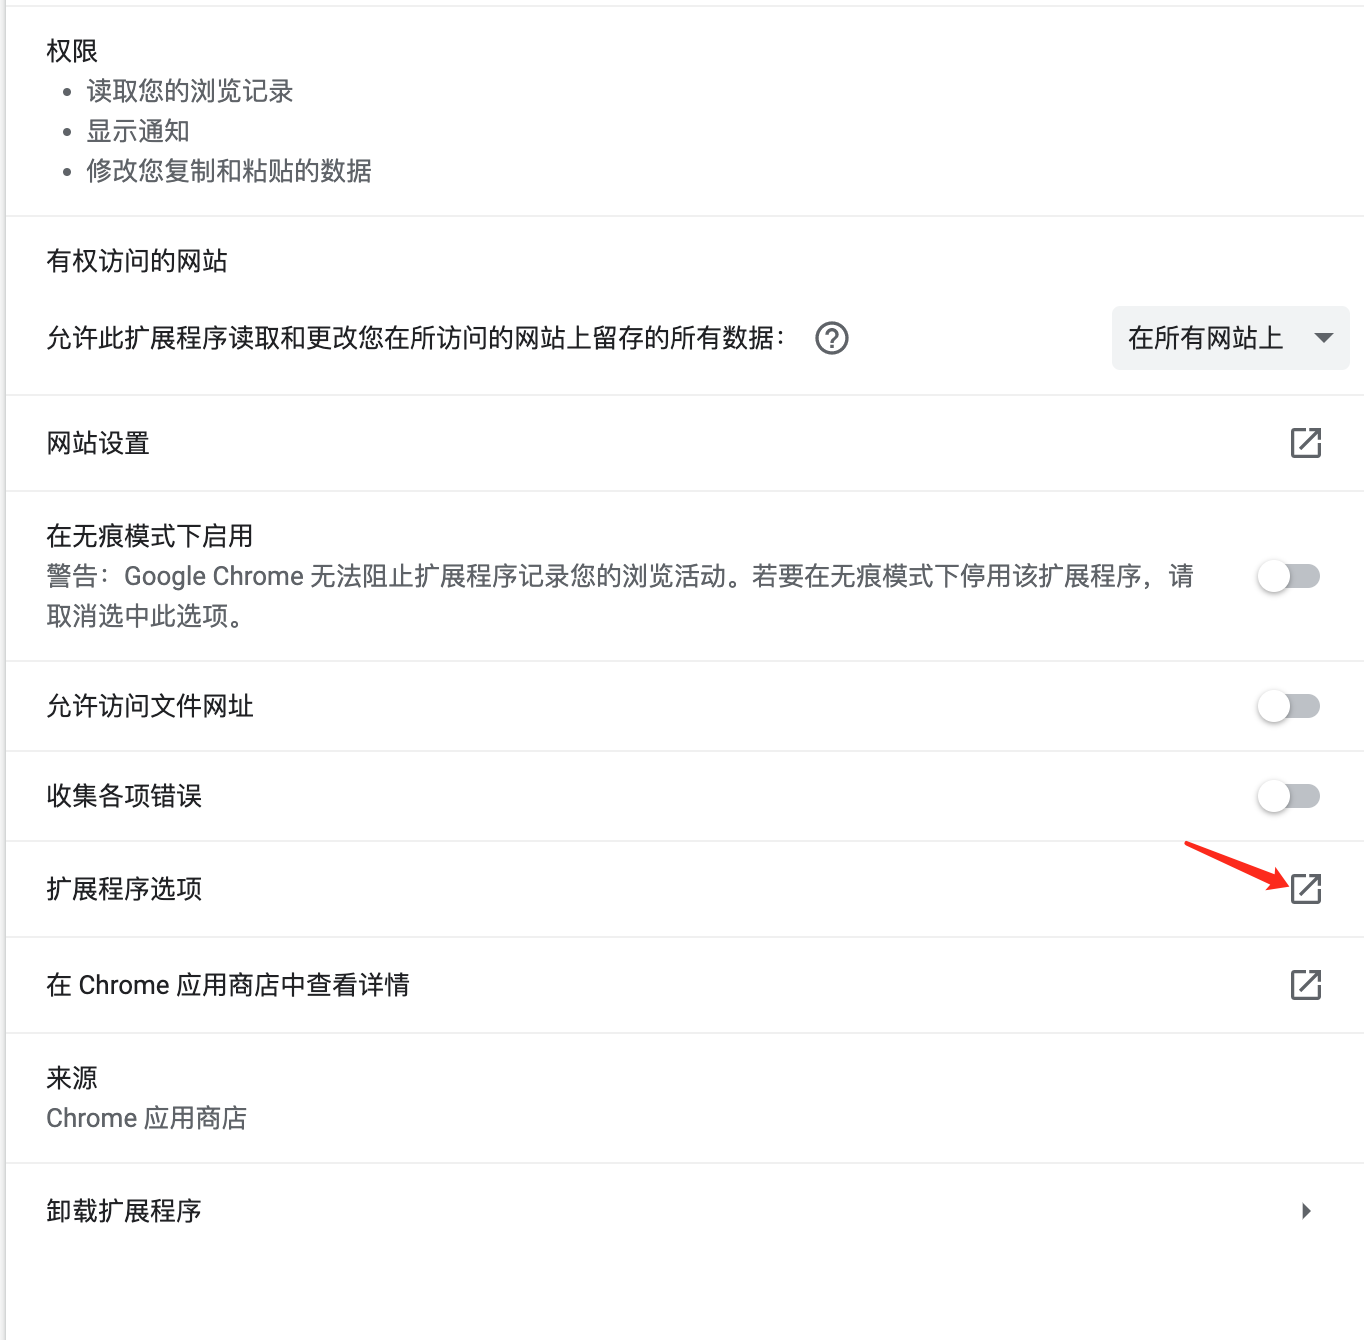 权限
读取您的浏览记录
显示通知
修改您复制和粘贴的数据
有权访问的网站
允许此扩展程序读取和更改您在所访问的网站上留存的所有数据：
在所有网站上
网站设置
在无痕模式下启用
警告：Google Chrome 无法阻止扩展程序记录您的浏览活动。若要在无痕模式下停用该扩展程序，请
取消选中此选项。
允许访问文件网址
收集各项错误
扩展程序选项
在 Chrome 应用商店中查看详情
来源
Chrome 应用商店
卸载扩展程序